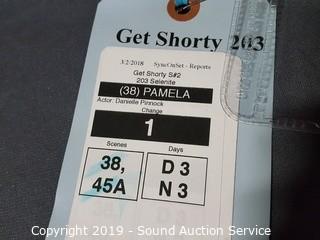 Get Shorty 203
3/2/2018 SyncOnSet - Reports
Get Shorty S#2
203 Selenite
(38) PAMELA
Actor: Danielle Pinnock
Change
1
Scenes
Days
38,
45A
D 3
N 3
Copyright 2019 - Sound Auction Service